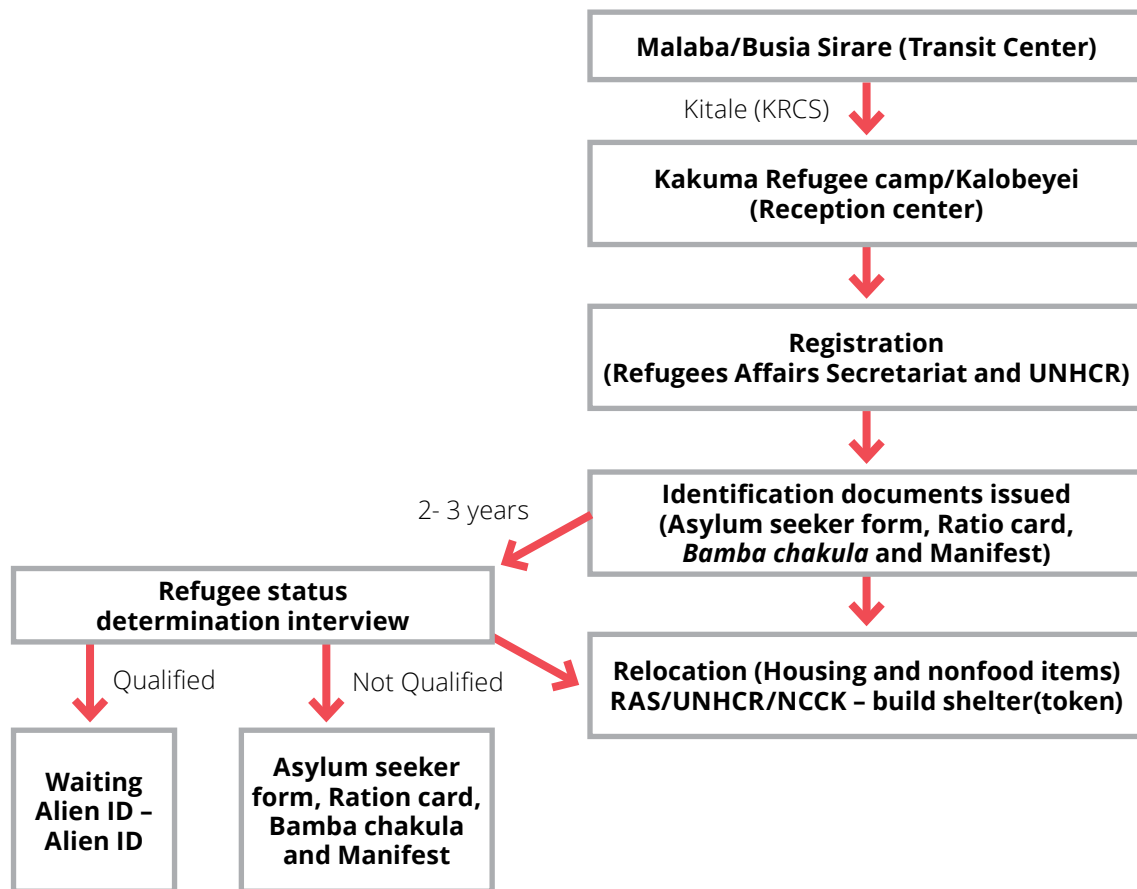 Malaba/Busia Sirare (Transit Center)
Kitale (KRCS)
Kakuma Refugee camp/Kalobeyei
(Reception center)
Registration
(Refugees Affairs Secretariat and UNHCR)
Identification documents issued
(Asylum seeker form, Ratio card,
Bamba chakula and Manifest)
2- 3 years
Refugee status
determination interview
Relocation (Housing and nonfood items)
RAS/UNHCR/NCCK – build shelter(token)
Qualified
Not Qualified
Waiting
Alien ID –
Alien ID
Asylum seeker
form, Ration card,
Bamba chakula
and Manifest